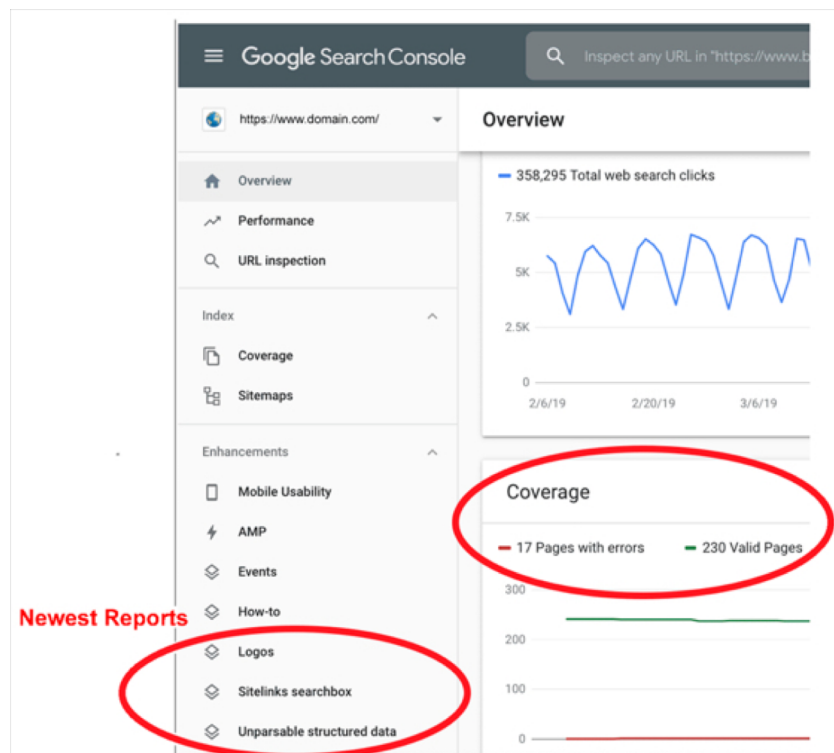 Google Search Console
Inspect any URL in "https://www.b
https://www.domain.com/
Overview
Overview
Performance
URL inspection
Index
Coverage
Sitemaps
Enhancements
Mobile Usability
AMP
Events
How-to
Newest Reports
Logos
Sitelinks searchbox
Unparsable structured data
358,295 Total web search clicks
7.5K
5K
2.5K
0
2/6/19 2/20/19 3/6/19
Coverage
17 Pages with errors 230 Valid Pages
300
200
100
0